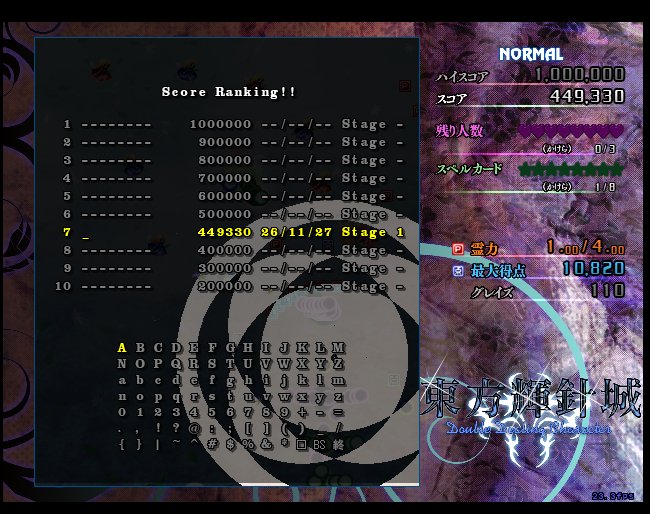 Score Ranking!!
1 -------- 1000000 --/--/-- Stage -
2 -------- 900000 --/--/-- Stage -
3 -------- 800000 --/--/-- Stage -
4 -------- 700000 --/--/-- Stage -
5 -------- 600000 --/--/-- Stage -
6 -------- 500000 --/--/-- Stage -
7 _ 449330 26/11/27 Stage 1
8 -------- 400000 --/--/-- Stage -
9 -------- 300000 --/--/-- Stage -
10 -------- 200000 --/--/-- Stage -
A B C D E F G H I J K L M
N O P Q R S T U V W X Y Z
a b c d e f g h i j k l m
n o p q r s t u v w x y z
0 1 2 3 4 5 6 7 8 9 + - =
. , ! ? @ : ; [ ] ( ) _ /
{ } | ~ ^ # $ % & * □ BS 終
NORMAL
ハイスコア 1,000,000
スコア 449,330
残り人数
(かけら) 0/3
スペルカード
(かけら) 1/8
P 霊力 1.00/4.00
最大得点 10,820
グレイズ 110
東方輝針城
Double Dealing Character
23.3fps